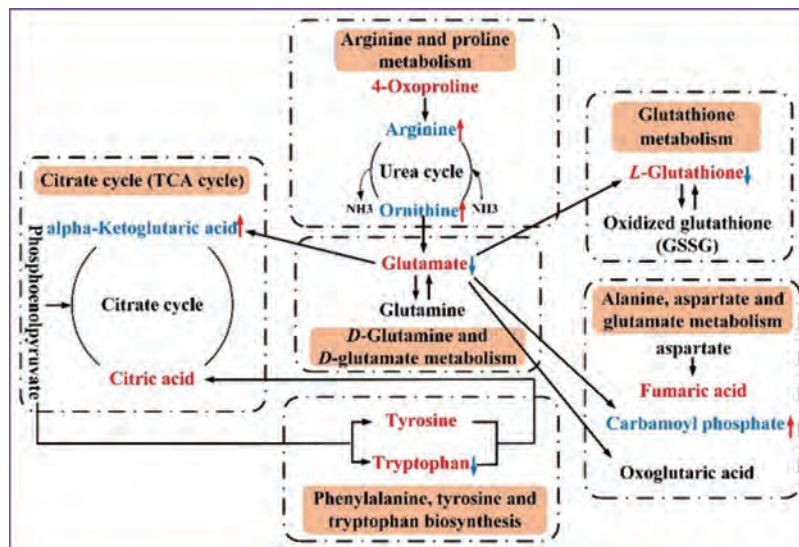 Arginine and proline
metabolism
4-Oxoproline
Arginine
Urea cycle
NH3
NH3
Ornithine
Glutathione
metabolism
L-Glutathione
Oxidized glutathione
(GSSG)
Citrate cycle (TCA cycle)
alpha-Ketoglutaric acid
Phosphoenolpyruvate
Citrate cycle
Citric acid
Glutamate
Glutamine
D-Glutamine and
D-glutamate metabolism
Alanine, aspartate and
glutamate metabolism
aspartate
Fumaric acid
Carbamoyl phosphate
Oxoglutaric acid
Tyrosine
Tryptophan
Phenylalanine, tyrosine and
tryptophan biosynthesis